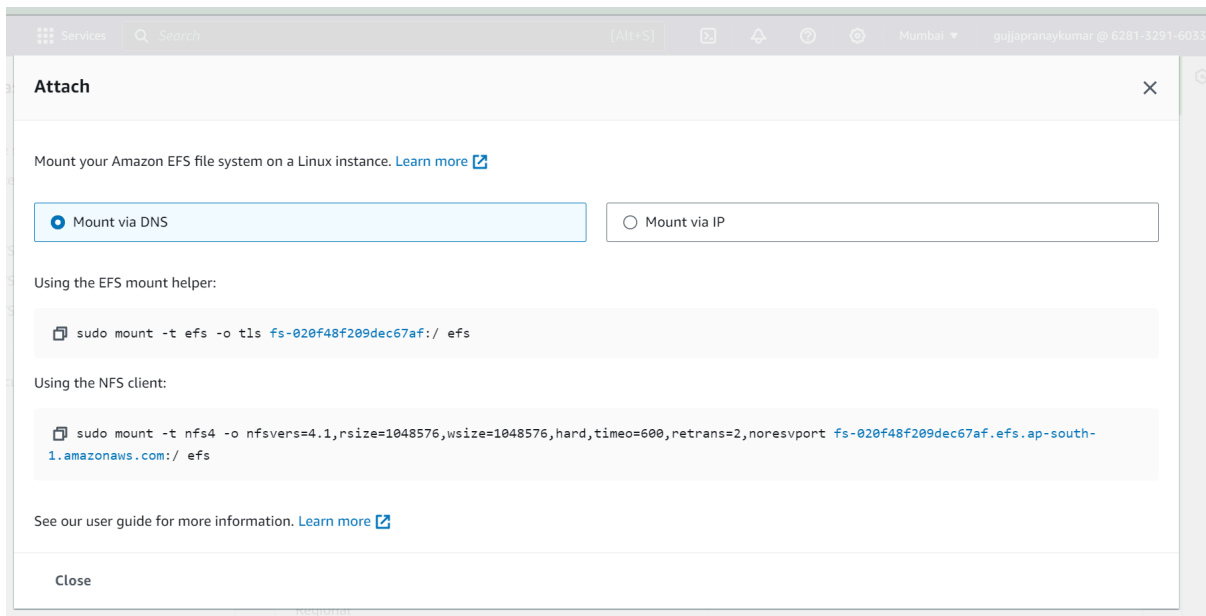 Services Search [Alt+S] Mumbai gujjapranaykumar @ 6281-3291-6033
Attach
Mount your Amazon EFS file system on a Linux instance. Learn more
Mount via DNS Mount via IP
Using the EFS mount helper:
sudo mount -t efs -o tls fs-020f48f209dec67af:/ efs
Using the NFS client:
sudo mount -t nfs4 -o nfsvers=4.1,rsize=1048576,wsize=1048576,hard,timeo=600,retrans=2,noresvport fs-020f48f209dec67af.efs.ap-south-
1.amazonaws.com:/ efs
See our user guide for more information. Learn more
Close
Regional